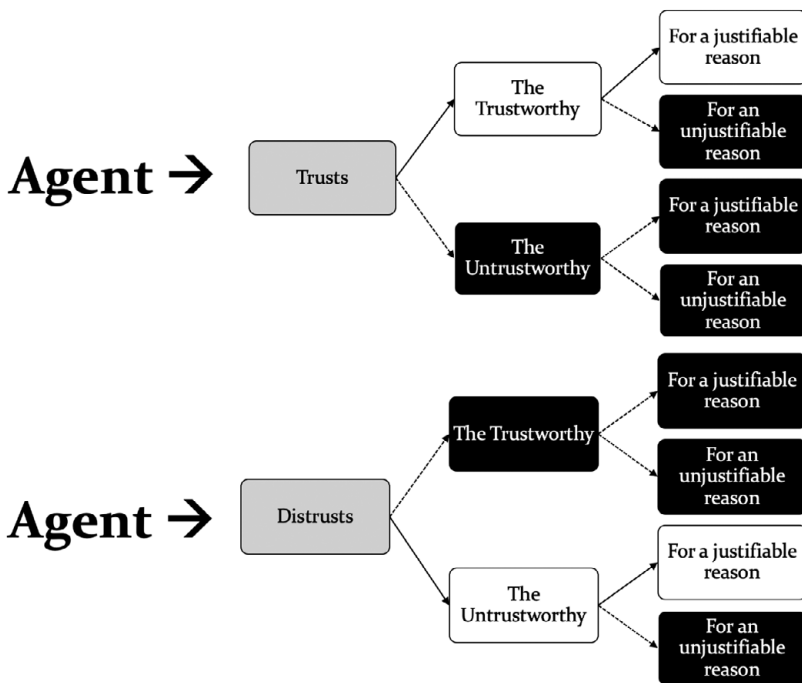 For a justifiable
reason
The
Trustworthy
For an
unjustifiable
reason
Agent →
Trusts
For a justifiable
reason
The
Untrustworthy
For an
unjustifiable
reason
For a justifiable
reason
The Trustworthy
For an
unjustifiable
reason
Agent →
Distrusts
For a justifiable
reason
The
Untrustworthy
For an
unjustifiable
reason